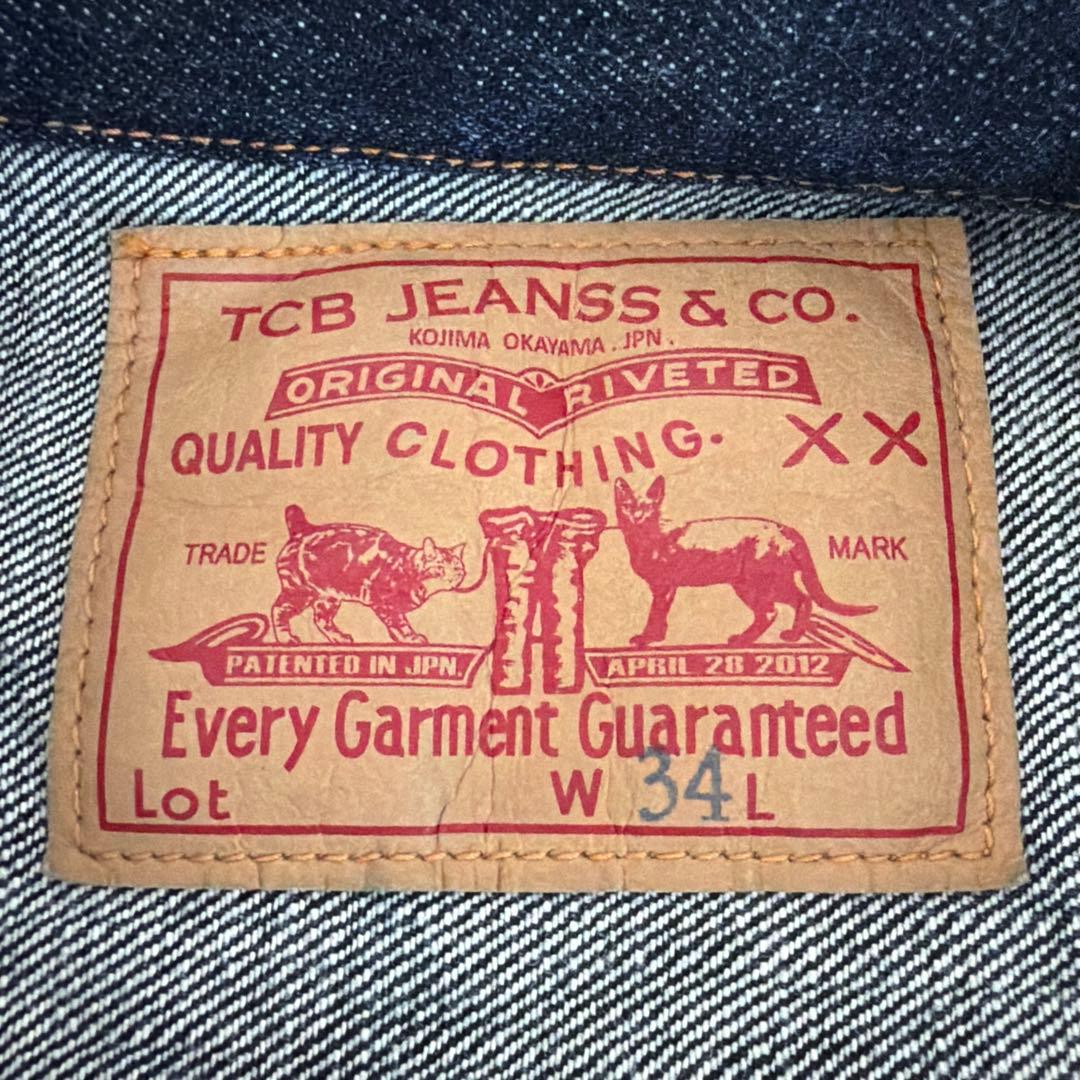 TCB JEANSS & CO.
KOJIMA OKAYAMA . JPN .
ORIGINAL RIVETED
QUALITY CLOTHING. XX
TRADE MARK
PATENTED IN JPN. APRIL 28 2012
Every Garment Guaranteed
Lot W 34 L